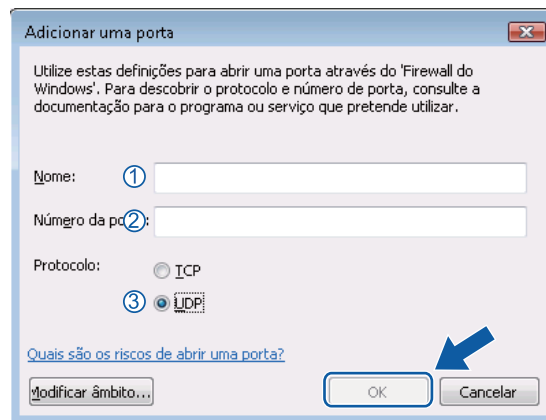 Adicionar uma porta
Utilize estas definições para abrir uma porta através do 'Firewall do
Windows'. Para descobrir o protocolo e número de porta, consulte a
documentação para o programa ou serviço que pretende utilizar.
Nome: 1
Número da po 2 :
Protocolo:
TCP
3 UDP
Quais são os riscos de abrir uma porta?
Modificar âmbito...
OK
Cancelar